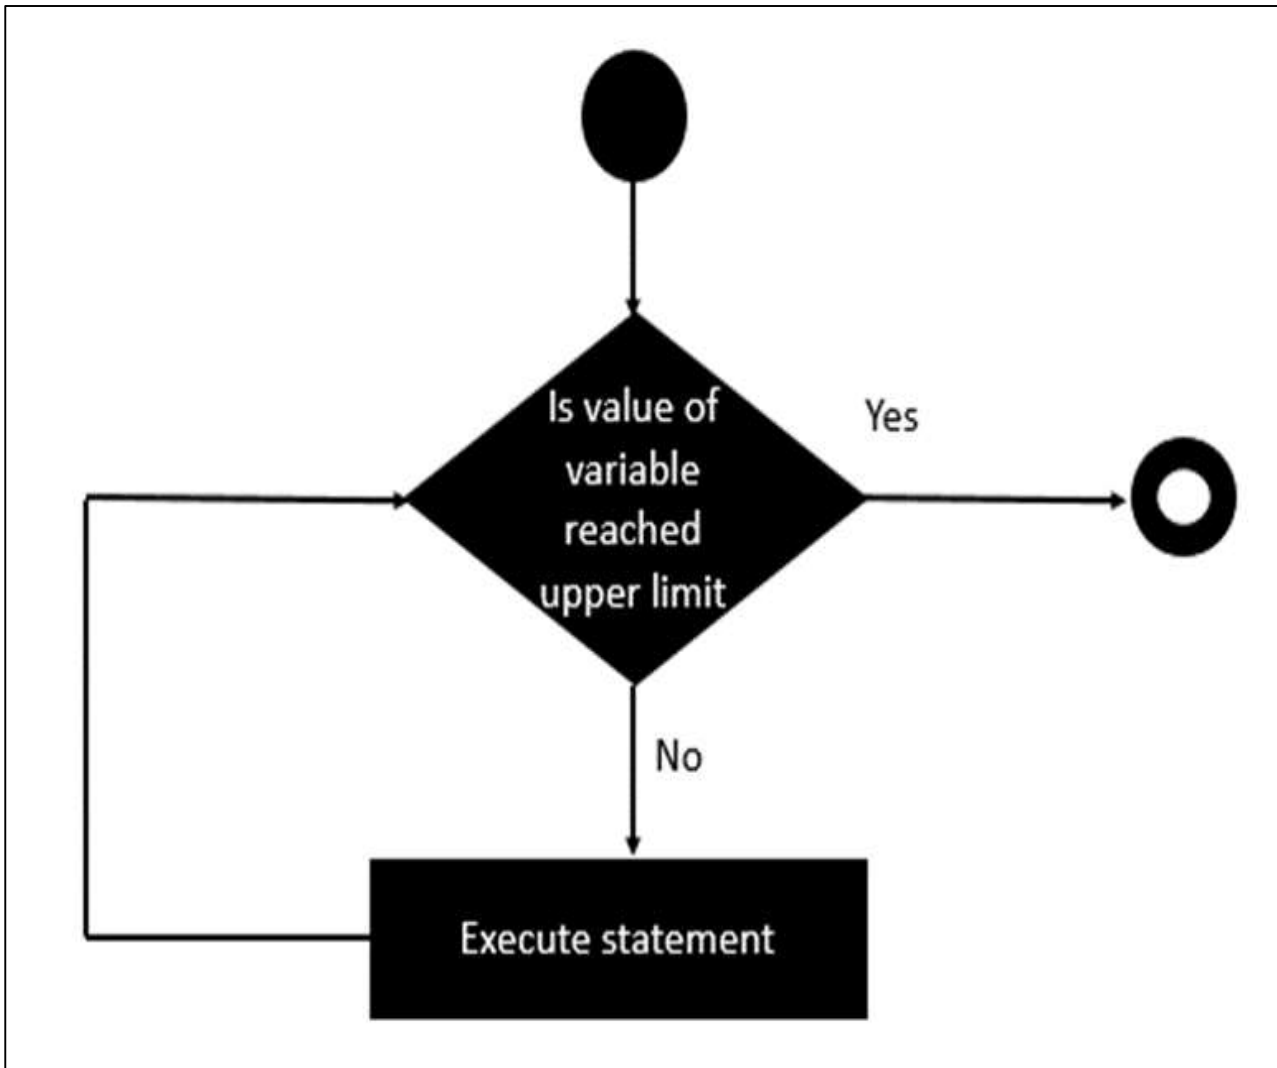 Is value of
variable
reached
upper limit
Yes
No
Execute statement